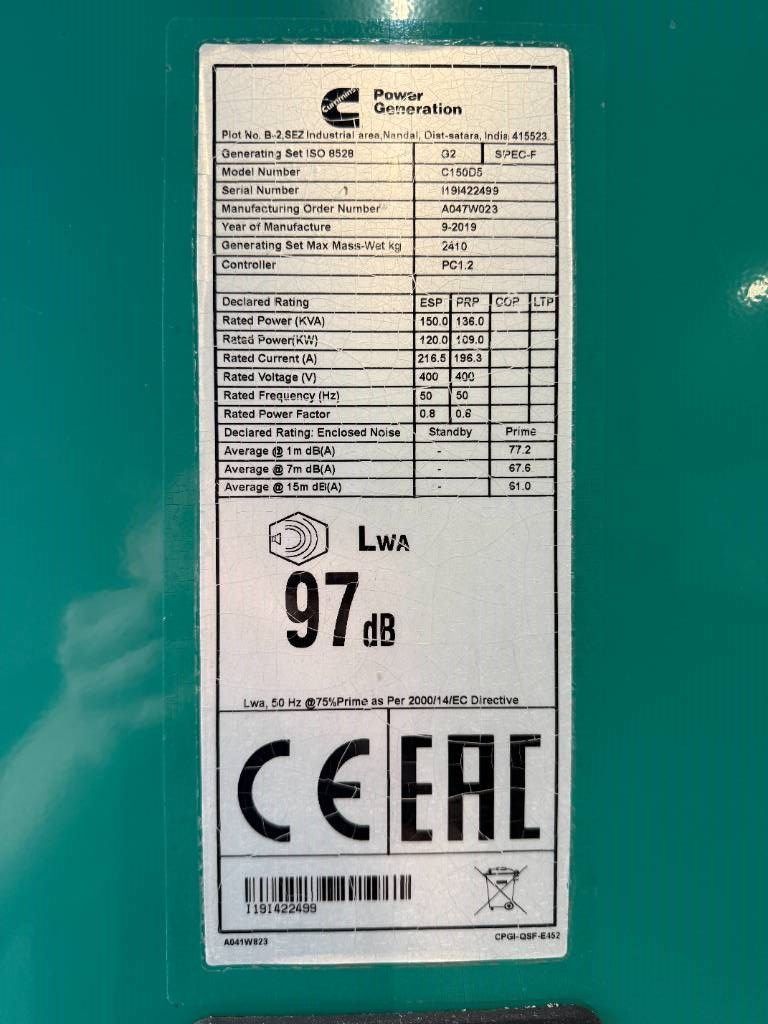 Cummins
Power
Generation
Plot No. B-2,SEZ Industrial area,Nandal, Dist-satara, India 415523
Generating Set ISO 8528 G2 SPEC-F
Model Number C150D5
Serial Number I19I422499
Manufacturing Order Number A047W023
Year of Manufacture 9-2019
Generating Set Max Mass-Wet kg 2410
Controller PC1.2
Declared Rating ESP PRP COP LTP
Rated Power (KVA) 150.0 136.0
Rated Power(KW) 120.0 109.0
Rated Current (A) 216.5 196.3
Rated Voltage (V) 400 400
Rated Frequency (Hz) 50 50
Rated Power Factor 0.8 0.8
Declared Rating: Enclosed Noise Standby Prime
Average @ 1m dB(A) - 77.2
Average @ 7m dB(A) - 67.6
Average @ 15m dB(A) - 61.0
LWA
97 dB
Lwa, 50 Hz @75%Prime as Per 2000/14/EC Directive
CE EAC
I19I422499
A041W823 CPGI-QSF-E452